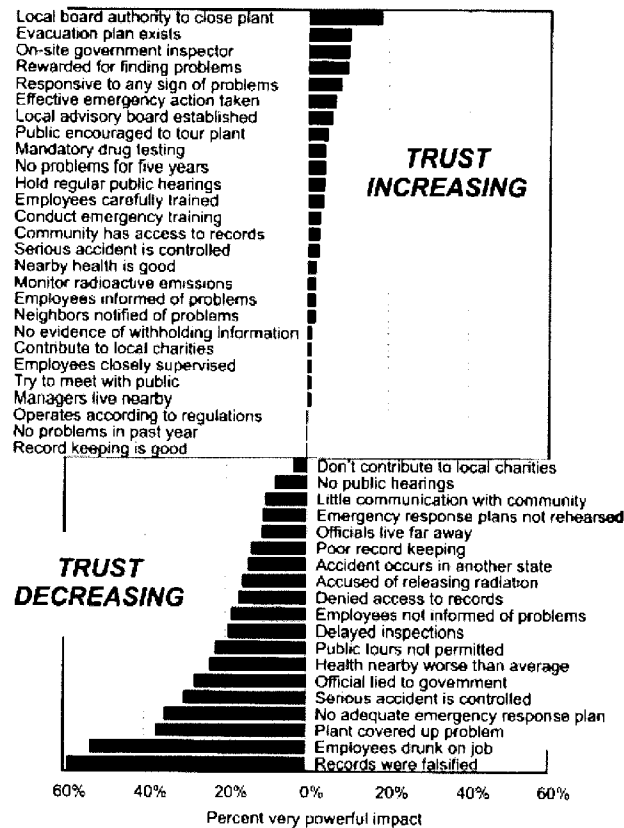 Local board authority to close plant
Evacuation plan exists
On-site government inspector
Rewarded for finding problems
Responsive to any sign of problems
Effective emergency action taken
Local advisory board established
Public encouraged to tour plant
Mandatory drug testing
No problems for five years
Hold regular public hearings
Employees carefully trained
Conduct emergency training
Community has access to records
Serious accident is controlled
Nearby health is good
Monitor radioactive emissions
Employees informed of problems
Neighbors notified of problems
No evidence of withholding information
Contribute to local charities
Employees closely supervised
Try to meet with public
Managers live nearby
Operates according to regulations
No problems in past year
Record keeping is good
TRUST
INCREASING
Don't contribute to local charities
No public hearings
Little communication with community
Emergency response plans not rehearsed
Officials live far away
Poor record keeping
Accident occurs in another state
Accused of releasing radiation
Denied access to records
Employees not informed of problems
Delayed inspections
Public tours not permitted
Health nearby worse than average
Official lied to government
Serious accident is controlled
No adequate emergency response plan
Plant covered up problem
Employees drunk on job
Records were falsified
TRUST
DECREASING
60% 40% 20% 0% 20% 40% 60%
Percent very powerful impact